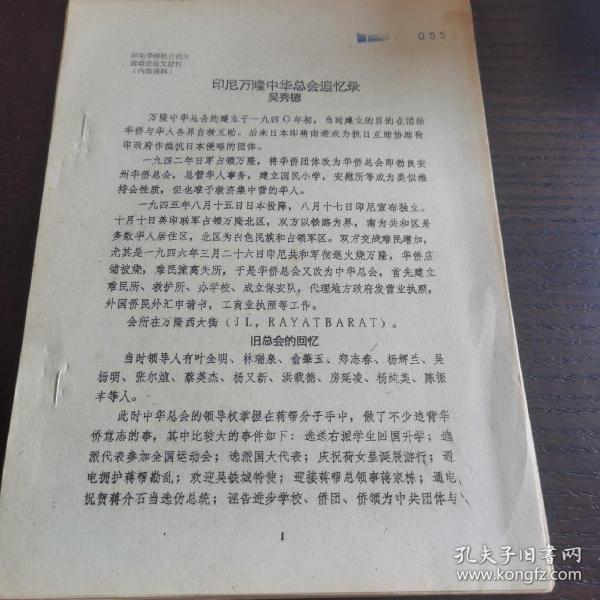 055
印尼华侨抗日战争
活动史论文材料
（内部资料）
印尼万隆中华总会追忆录
吴秀德
万隆中华总会的建立于一九四〇年初，当时建立的目的在团结
华侨与华人各界自救互助。后来日本即将南进成为抗日互助协助荷
印政府作抵抗日本侵略的团体。
一九四二年日军占领万隆，将华侨团体改为华侨总会即勃良安
州华侨总会，总管华人事务，建立国民小学，安慰所等成为类似维
持会性质，但也准予救济集中营的华人。
一九四五年八月十五日日本投降，八月十七日印尼宣布独立。
十月十日英印联军占领万隆北区，双方以铁路为界，南为共和区是
多数华人居住区，北区为白色民族和占领军区。双方交战难民增加，
尤其是一九四六年三月二十六日印尼共和军彻退火烧万隆，华侨店
铺被烧，难民流离失所，于是华侨总会又改为中华总会，首先建立
难民所、救护所、办学校、成立保安队，代理地方政府发营业执照，
外国侨民外汇申请书，工商业执照等工作。
会所在万隆西大街（JL，RAYATBARAT）。
旧总会的回忆
当时领导人有叶金明、林瑞泉、俞肇玉、郑志春、杨辉兰、吴
杨明、张尔煊、蔡英杰、杨又新、洪载德、房延凌、杨纯美、陈振
丰等人。
此时中华总会的领导权掌握在蒋帮分子手中，做了不少违背华
侨意志的事，其中比较大的事件如下：选送右派学生回国升学；选
派代表参加全国运动会；选派国大代表；庆祝荷女皇诞辰游行；通
电拥护蒋帮勘乱；欢迎吴铁城特使；迎接蒋帮总领事蒋家栋；通电
祝贺蒋介石当选伪总统；诬告进步学校、侨团、侨领为中共团体与
1
孔夫子旧书网
www.kongfz.com